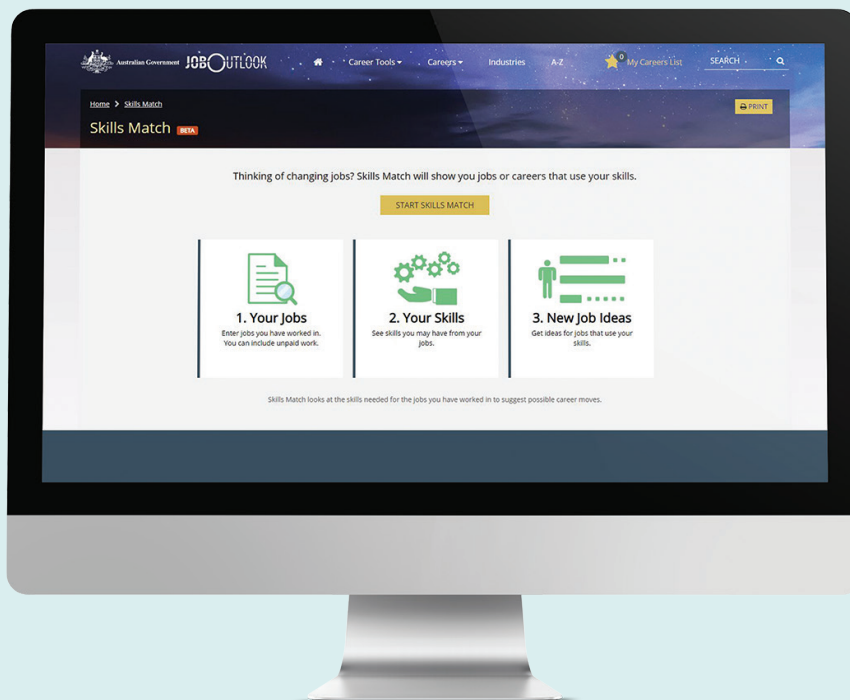 Australian Government JOBOUTLOOK Career Tools Careers Industries A-Z 0 My Careers List SEARCH
Home > Skills Match
PRINT
Skills Match BETA
Thinking of changing jobs? Skills Match will show you jobs or careers that use your skills.
START SKILLS MATCH
1. Your Jobs
Enter jobs you have worked in.
You can include unpaid work.
2. Your Skills
See skills you may have from your
jobs.
3. New Job Ideas
Get ideas for jobs that use your
skills.
Skills Match looks at the skills needed for the jobs you have worked in to suggest possible career moves.